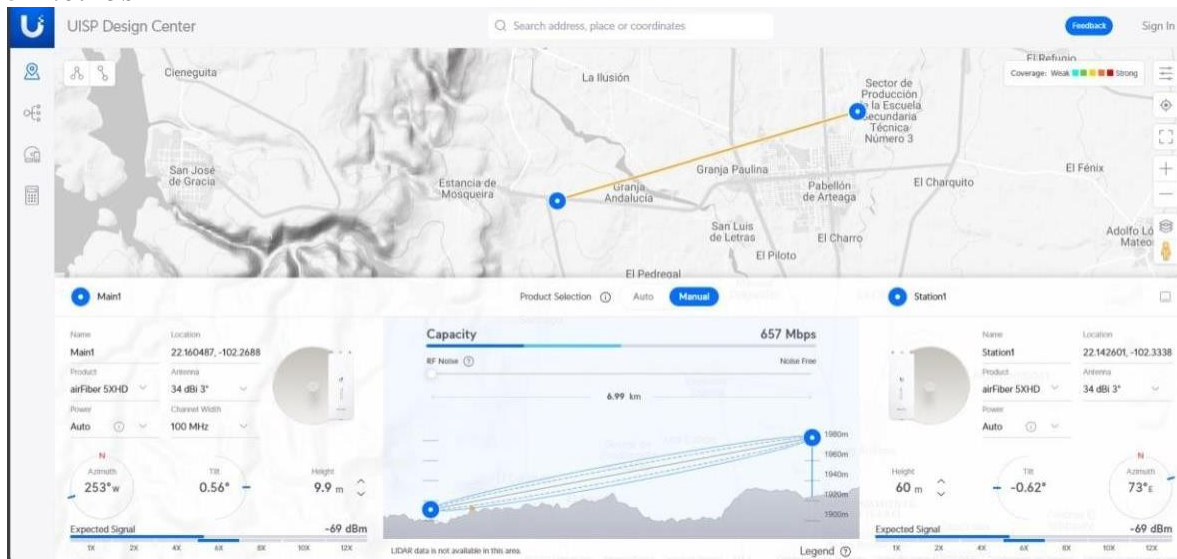 UISP Design Center
Search address, place or coordinates
Feedback
Sign In
Cieneguita
La Ilusión
El Refugio
Coverage: Weak Strong
Sector de
Producción
de la Escuela
Secundaria
Técnica
Número 3
San José
de Gracia
Estancia de
Mosqueira
Granja
Andalucía
Granja Paulina
Pabellón
de Arteaga
El Charquito
El Fénix
San Luis
de Letras
El Charro
El Piloto
El Pedregal
Adolfo Ló
Mateo
Main1
Product Selection
Auto
Manual
Station1
Name
Main1
Location
22.160487, -102.2688
Product
airFiber 5XHD
Antenna
34 dBi 3°
Power
Auto
Channel Width
100 MHz
N
Azimuth
253° W
Tilt
0.56°
Height
9.9 m
Expected Signal
-69 dBm
1X 2X 4X 6X 8X 10X 12X
Capacity
657 Mbps
RF Noise
Noise Free
6.99 km
1980m
1960m
1940m
1920m
1900m
LIDAR data is not available in this area.
Legend
Name
Station1
Location
22.142601, -102.3338
Product
airFiber 5XHD
Antenna
34 dBi 3°
Power
Auto
Height
60 m
Tilt
-0.62°
N
Azimuth
73° E
Expected Signal
-69 dBm
1X 2X 4X 6X 8X 10X 12X